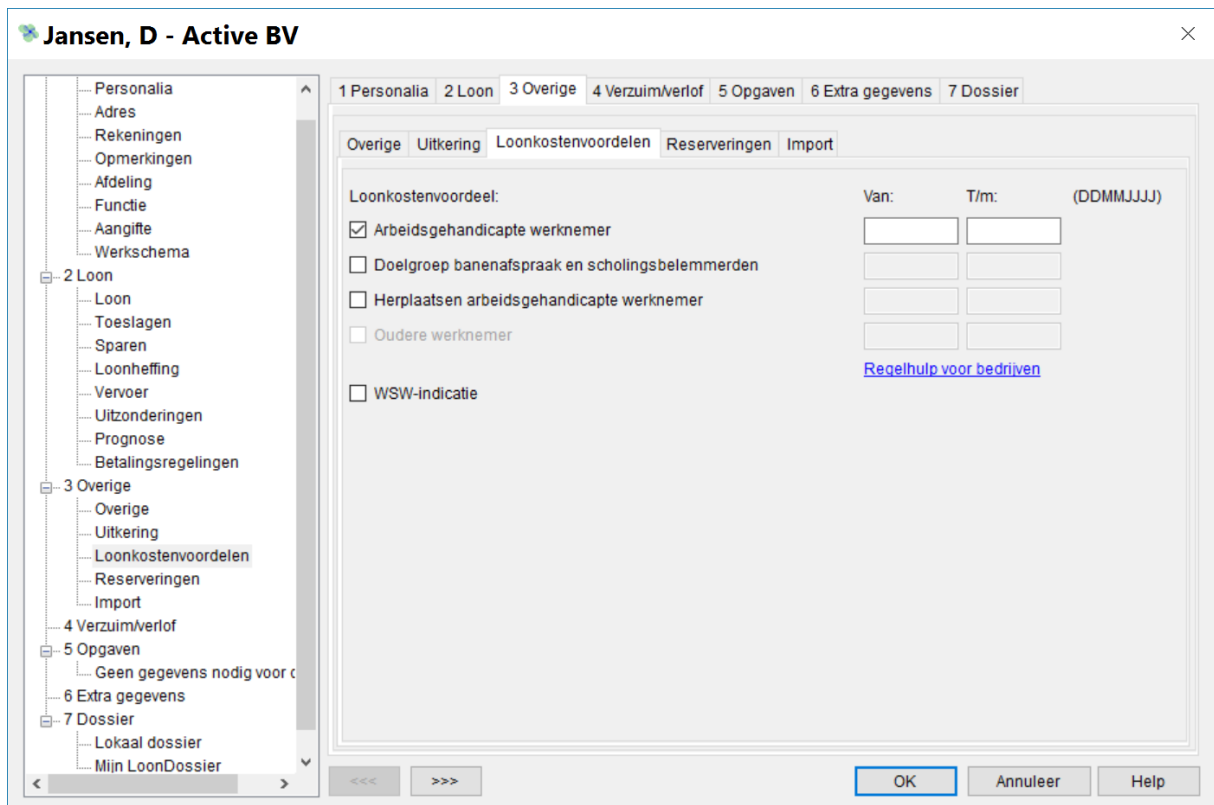 Jansen, D - Active BV
Personalia
Adres
Rekeningen
Opmerkingen
Afdeling
Functie
Aangifte
Werkschema
2 Loon
Loon
Toeslagen
Sparen
Loonheffing
Vervoer
Uitzonderingen
Prognose
Betalingsregelingen
3 Overige
Overige
Uitkering
Loonkostenvoordelen
Reserveringen
Import
4 Verzuim/verlof
5 Opgaven
Geen gegevens nodig voor
6 Extra gegevens
7 Dossier
Lokaal dossier
Mijn LoonDossier
1 Personalia 2 Loon 3 Overige 4 Verzuim/verlof 5 Opgaven 6 Extra gegevens 7 Dossier
Overige Uitkering Loonkostenvoordelen Reserveringen Import
Loonkostenvoordeel: Van: T/m: (DDMMJJJJ)
Arbeidsgehandicapte werknemer
Doelgroep banenafspraak en scholingsbelemmerden
Herplaatsen arbeidsgehandicapte werknemer
Oudere werknemer
Regelhulp voor bedrijven
WSW-indicatie
<<< >>> OK Annuleer Help